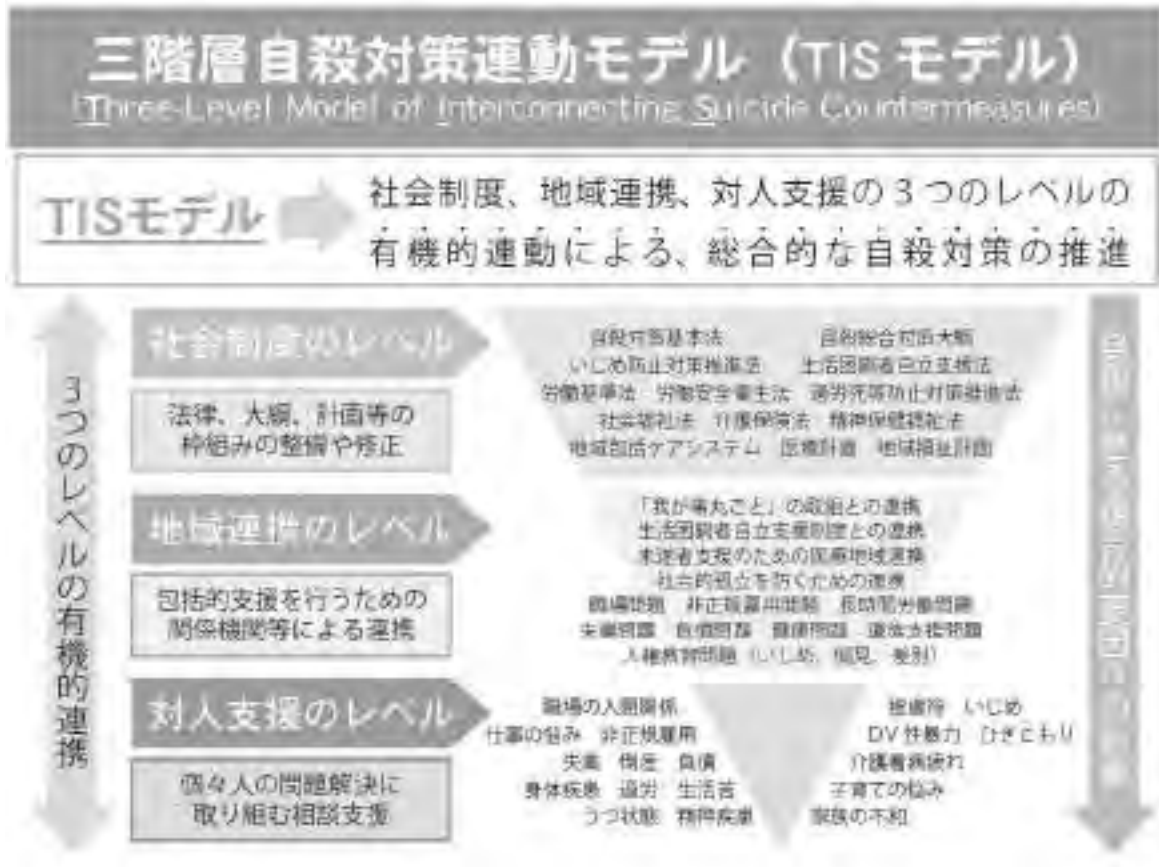 三階層自殺対策連動モデル(TISモデル)
(Three-Level Model of Interconnecting Suicide Countermeasures)
TISモデル
社会制度、地域連携、対人支援の3つのレベルの
有機的連動による、総合的な自殺対策の推進
3つのレベルの有機的連携
社会制度のレベル
法律、大綱、計画等の
枠組みの整備や修正
自殺対策基本法 自殺総合対策大綱
いじめ防止対策推進法 生活困窮者自立支援法
労働基準法 労働安全衛生法 過労死等防止対策推進法
社会福祉法 介護保険法 精神保健福祉法
地域包括ケアシステム 医療計画 地域福祉計画
地域連携のレベル
包括的支援を行うための
関係機関等による連携
「我が事丸ごと」の取組との連携
生活困窮者自立支援制度との連携
未遂者支援のための医療地域連携
社会的孤立を防ぐための連携
職場問題 非正規雇用問題 長時間労働問題
失業問題 負債問題 健康問題 遺族支援問題
人権教育問題(いじめ、偏見、差別)
対人支援のレベル
個々人の問題解決に
取り組む相談支援
職場の人間関係
仕事の悩み 非正規雇用
失業 倒産 負債
身体疾患 過労 生活苦
うつ状態 精神疾患
被虐待 いじめ
DV性暴力 ひきこもり
介護看病疲れ
子育ての悩み
家族の不和